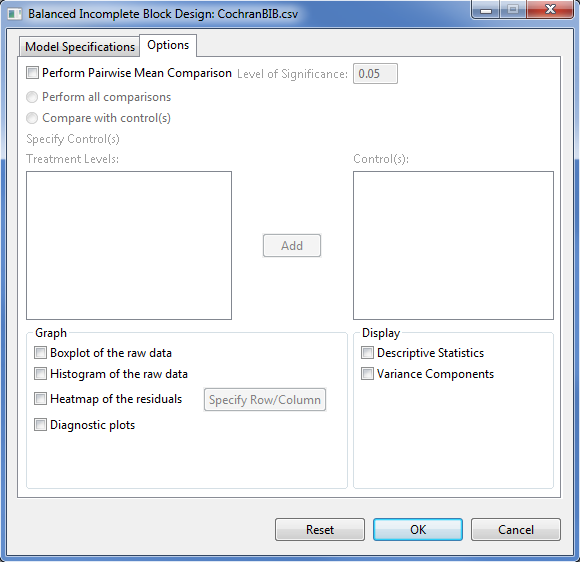 Balanced Incomplete Block Design: CochranBIB.csv
Model Specifications Options
Perform Pairwise Mean Comparison Level of Significance: 0.05
Perform all comparisons
Compare with control(s)
Specify Control(s)
Treatment Levels: Control(s):
Add
Graph Display
Boxplot of the raw data Descriptive Statistics
Histogram of the raw data Variance Components
Heatmap of the residuals Specify Row/Column
Diagnostic plots
Reset OK Cancel